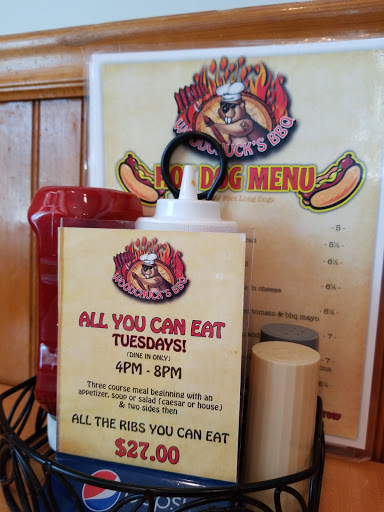 WOODCHUCK'S BBQ
HOT DOG MENU
Foot Long Dogs
- 8 -
- 6½ -
- 8 -
- 6½ -
n cheese
- 6½ -
tomato & bbq mayo
- 7 -
WOODCHUCK'S BBQ
ALL YOU CAN EAT
TUESDAYS!
(DINE IN ONLY)
4PM - 8PM
Three course meal beginning with an
appetizer, soup or salad (caesar or house)
& two sides then
ALL THE RIBS YOU CAN EAT
$27.00
pepsi